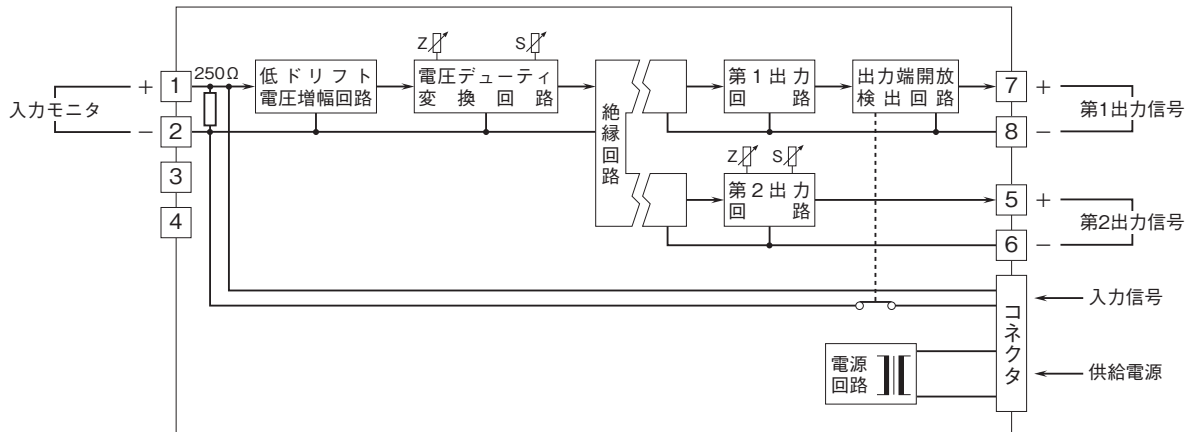 Z
S
250Ω
低ドリフト
電圧増幅回路
電圧デューティ
変換回路
絶縁回路
第1出力
回路
出力端開放
検出回路
+
1
入力モニタ
−
2
3
4
7
+
8
−
第1出力信号
Z
S
第2出力
回路
5
+
6
−
第2出力信号
コネクタ
入力信号
供給電源
電源
回路